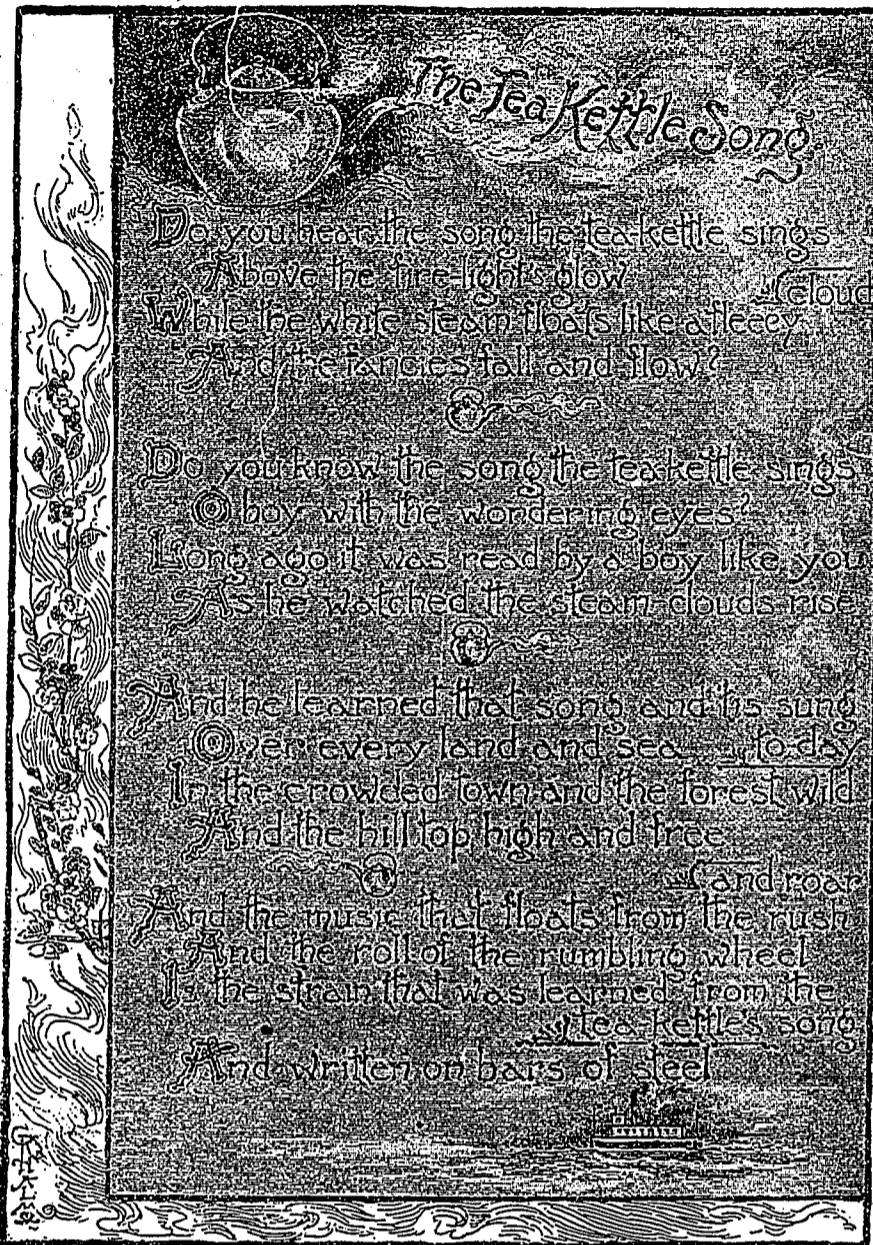 The Tea Kettle Song
Do you hear the song the tea-kettle sings
Above the fire-light's glow
While the white steam floats like a fleecy
cloud
And the fancies fall and flow?
Do you know the song the tea-kettle sings
O boy with the wondering eyes?
Long ago it was read by a boy like you
As he watched the steam-clouds rise
And he learned that song and 'tis sung
to-day
Over every land and sea
In the crowded town and the forest wild
And the hill top high and free
And the music that floats from the rush
and roar
And the roll of the rumbling wheel
Is the strain that was learned from the
tea kettle's song
And written on bars of steel